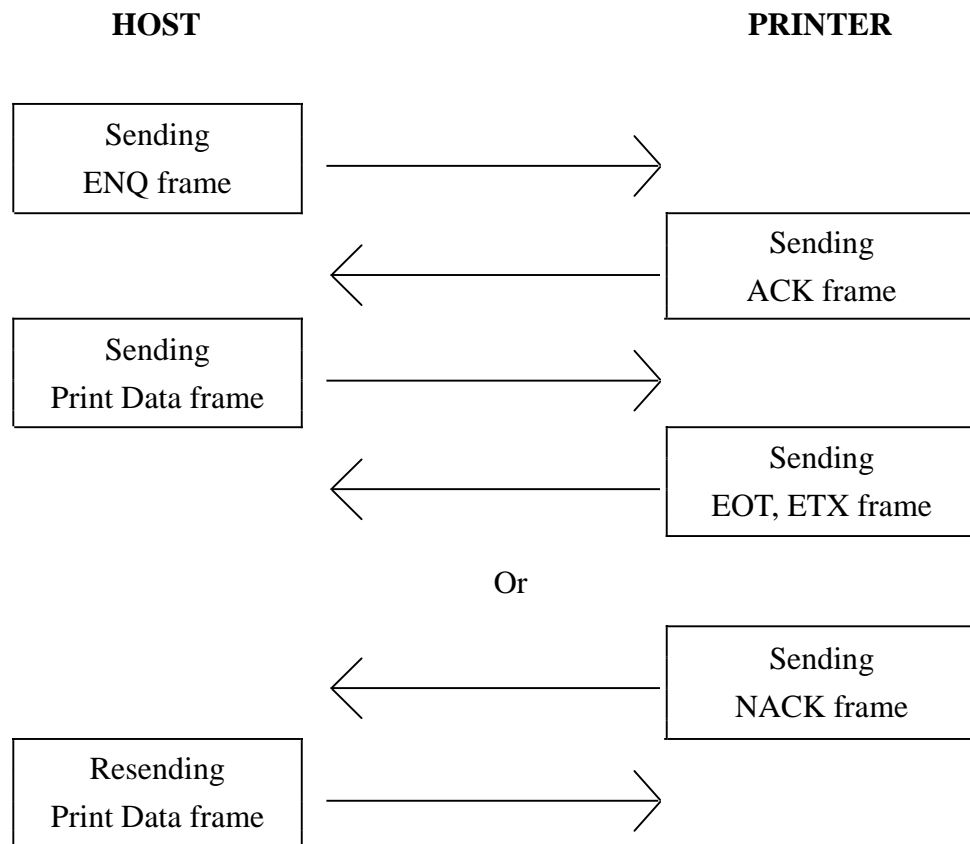 HOST
PRINTER
Sending
ENQ frame
Sending
ACK frame
Sending
Print Data frame
Sending
EOT, ETX frame
Or
Sending
NACK frame
Resending
Print Data frame